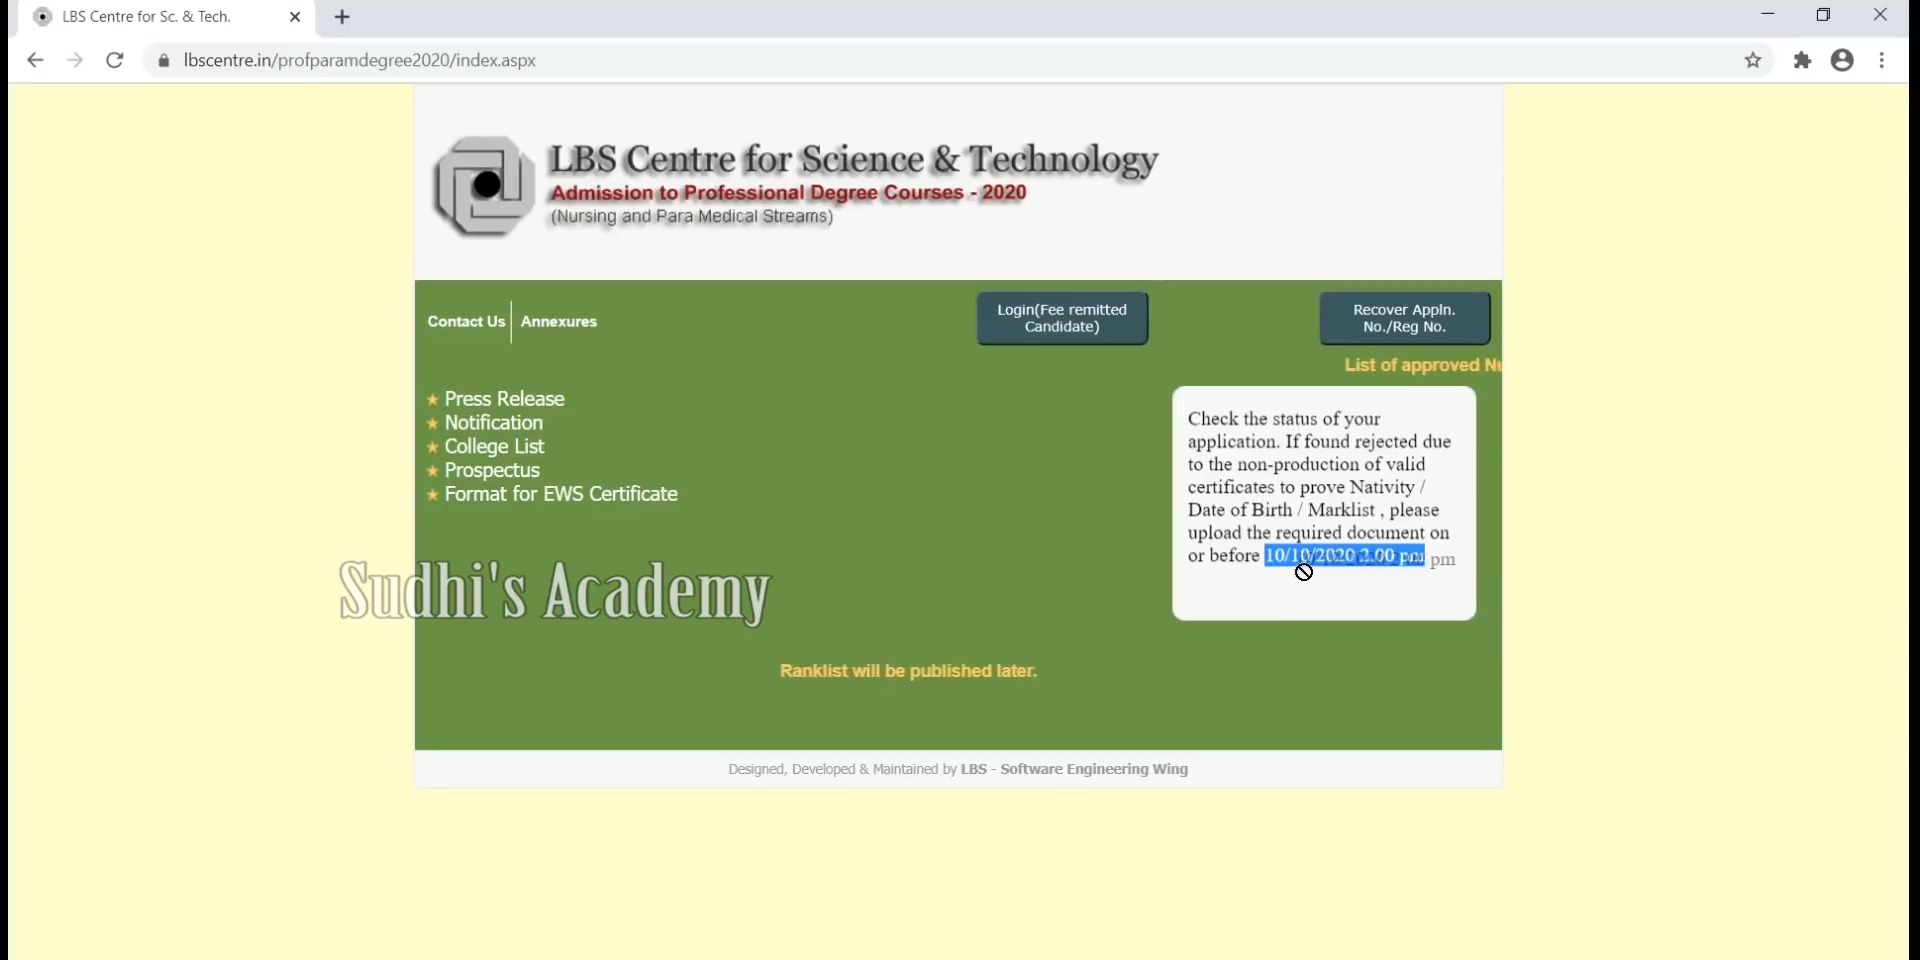 LBS Centre for Sc. & Tech.
lbscentre.in/profparamdegree2020/index.aspx
LBS Centre for Science & Technology
Admission to Professional Degree Courses - 2020
(Nursing and Para Medical Streams)
Contact Us
Annexures
Login(Fee remitted
Candidate)
Recover Appln.
No./Reg No.
List of approved
Press Release
Notification
College List
Prospectus
Format for EWS Certificate
Check the status of your
application. If found rejected due
to the non-production of valid
certificates to prove Nativity /
Date of Birth / Marklist , please
upload the required document on
or before 10/10/2020 2.00 pm
pm
Sudhi's Academy
Ranklist will be published later.
Designed, Developed & Maintained by LBS - Software Engineering Wing